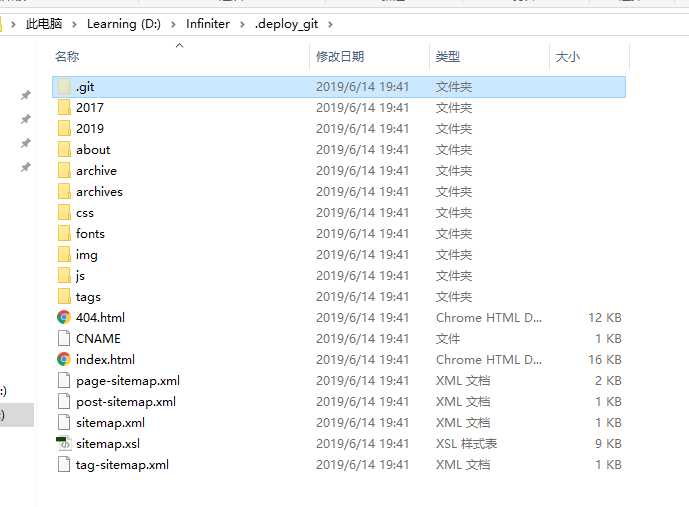 此电脑 > Learning (D:) > Infiniter > .deploy_git >
名称 修改日期 类型 大小
.git 2019/6/14 19:41 文件夹
2017 2019/6/14 19:41 文件夹
2019 2019/6/14 19:41 文件夹
about 2019/6/14 19:41 文件夹
archive 2019/6/14 19:41 文件夹
archives 2019/6/14 19:41 文件夹
css 2019/6/14 19:41 文件夹
fonts 2019/6/14 19:41 文件夹
img 2019/6/14 19:41 文件夹
js 2019/6/14 19:41 文件夹
tags 2019/6/14 19:41 文件夹
404.html 2019/6/14 19:41 Chrome HTML D... 12 KB
CNAME 2019/6/14 19:41 文件 1 KB
index.html 2019/6/14 19:41 Chrome HTML D... 16 KB
page-sitemap.xml 2019/6/14 19:41 XML 文档 2 KB
:)
post-sitemap.xml 2019/6/14 19:41 XML 文档 1 KB
sitemap.xml 2019/6/14 19:41 XML 文档 1 KB
sitemap.xsl 2019/6/14 19:41 XSL 样式表 9 KB
tag-sitemap.xml 2019/6/14 19:41 XML 文档 1 KB